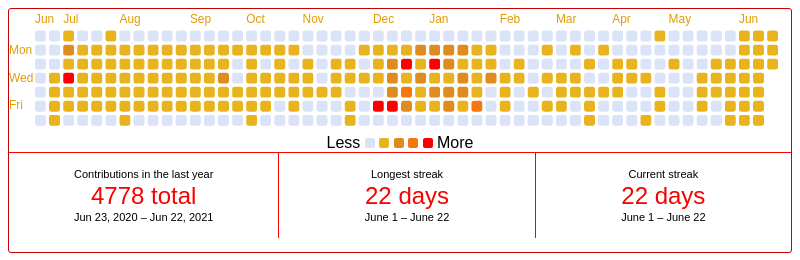 Jun Jul Aug Sep Oct Nov Dec Jan Feb Mar Apr May Jun
Mon
Wed
Fri
Less More
Contributions in the last year
4778 total
Jun 23, 2020 – Jun 22, 2021
Longest streak
22 days
June 1 – June 22
Current streak
22 days
June 1 – June 22